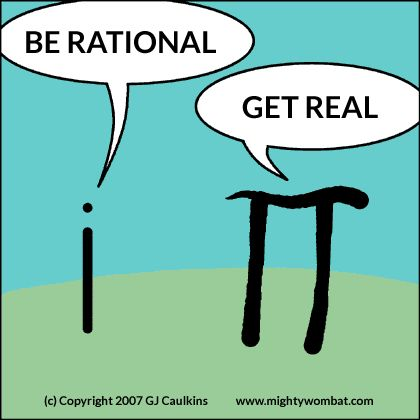 BE RATIONAL
GET REAL
i π
(c) Copyright 2007 GJ Caulkins www.mightywombat.com